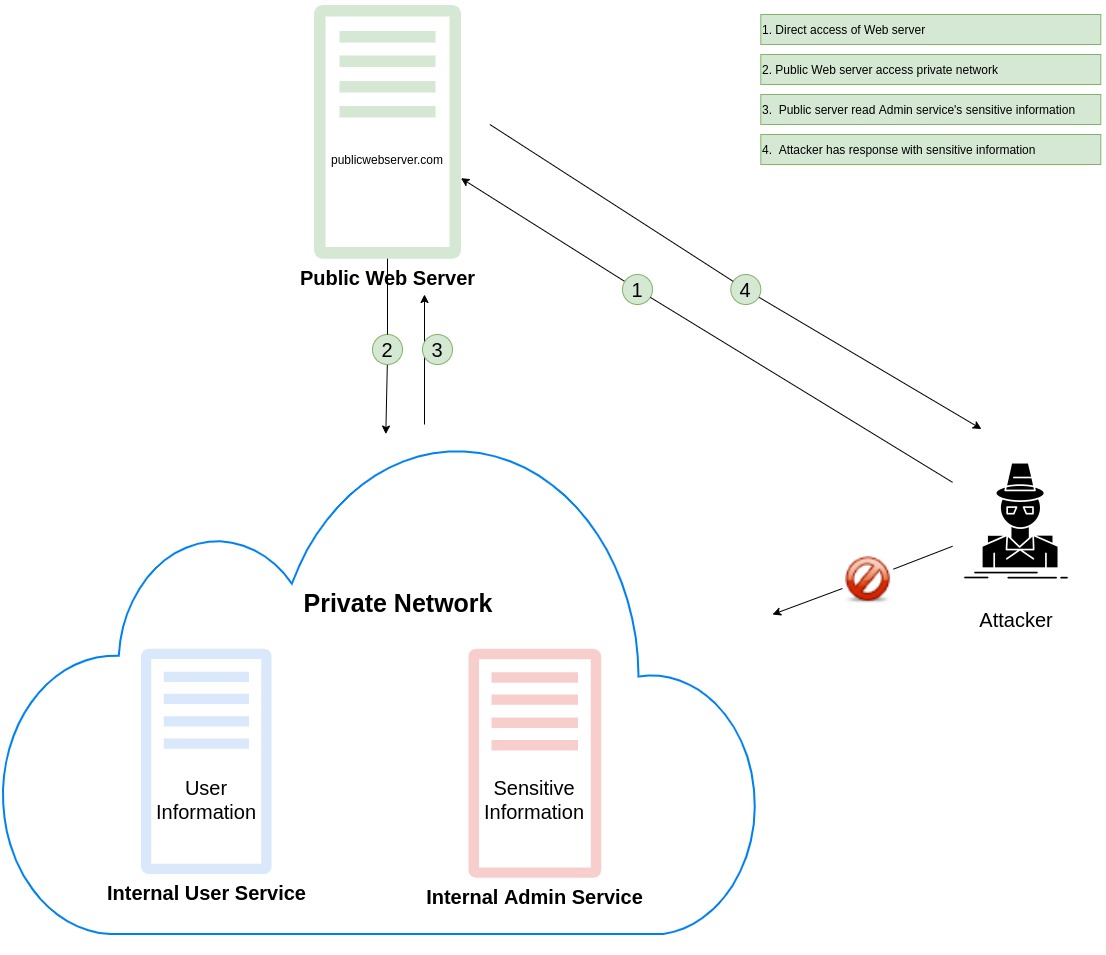 1. Direct access of Web server
2. Public Web server access private network
3.  Public server read Admin service's sensitive information
4.  Attacker has response with sensitive information
publicwebserver.com
Public Web Server
1
4
2
3
Attacker
Private Network
User
Information
Sensitive
Information
Internal User Service
Internal Admin Service